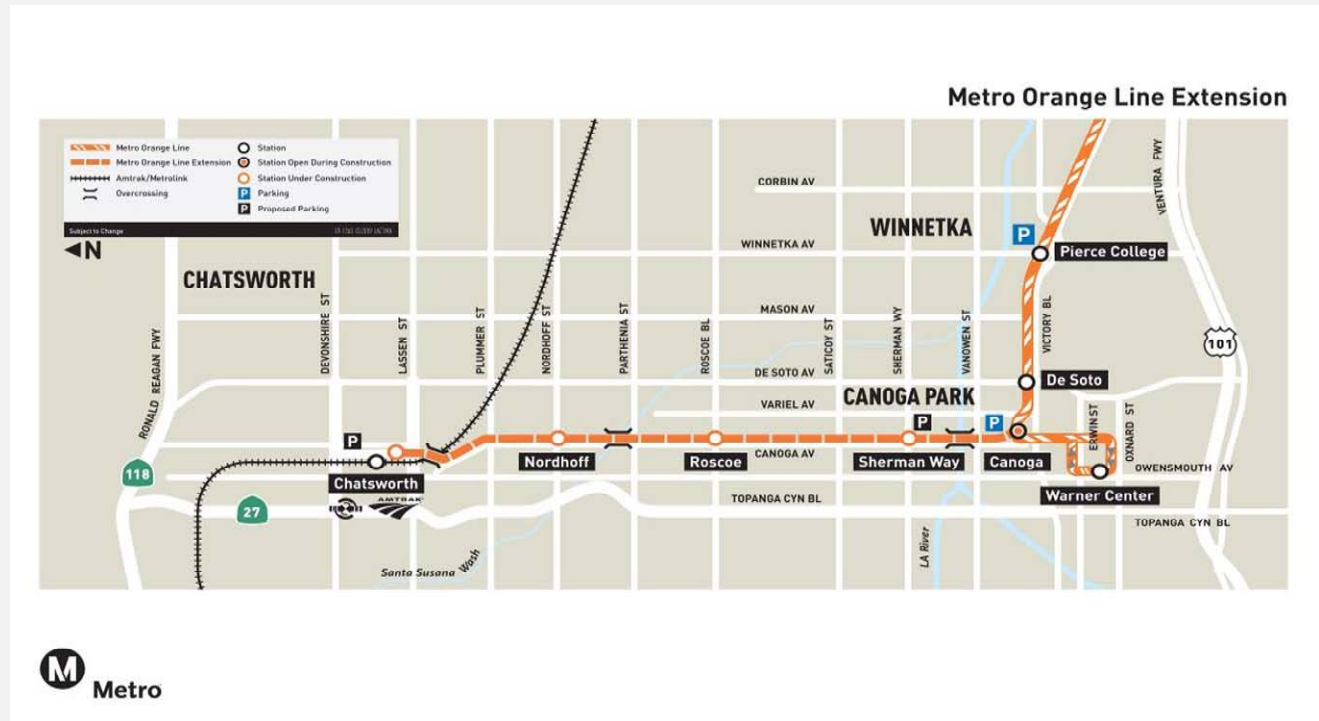 Metro Orange Line Extension
Metro Orange Line
Metro Orange Line Extension
Amtrak/Metrolink
Overcrossing
Station
Station Open During Construction
Station Under Construction
P Parking
P Proposed Parking
Subject to Change
N
CHATSWORTH
WINNETKA
CANOGA PARK
CORBIN AV
WINNETKA AV
MASON AV
DE SOTO AV
VARIEL AV
CANOGA AV
TOPANGA CYN BL
OWENSMOUTH AV
TOPANGA CYN BL
RONALD REAGAN FWY
DEVONSHIRE ST
LASSEN ST
PLUMMER ST
NORDHOFF ST
PARTHENIA ST
ROSCOE BL
SATICOY ST
SHERMAN WY
VANOWEN ST
VICTORY BL
ERWIN ST
OXNARD ST
VENTURA FWY
P
Pierce College
De Soto
101
P
P
P
Chatsworth
Nordhoff
Roscoe
Sherman Way
Canoga
Warner Center
AMTRAK
118
27
Santa Susana Wash
LA River
M
Metro